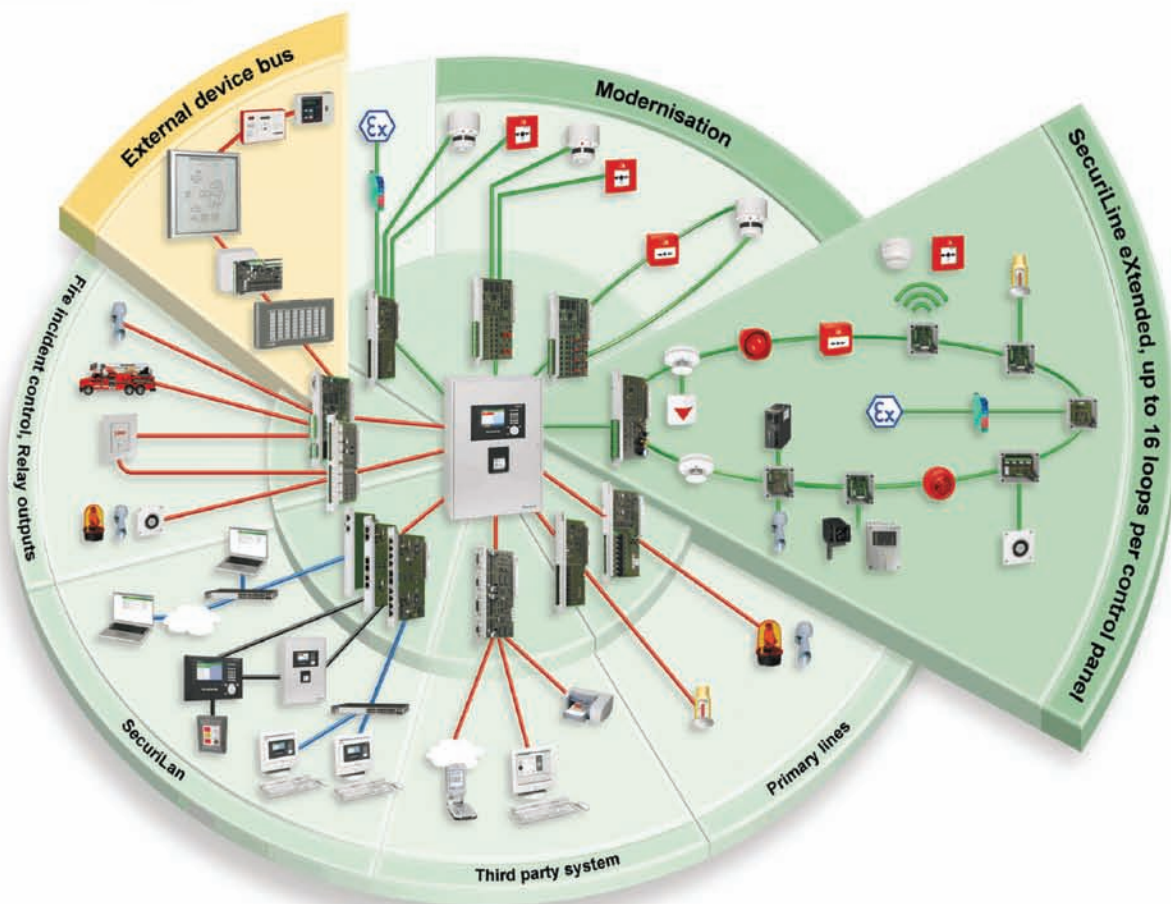 External device bus
Modernisation
SecuriLine eXtended, up to 16 loops per control panel
Ex
Ex
Fire incident control, Relay outputs
SecuriLan
Third party system
Primary lines